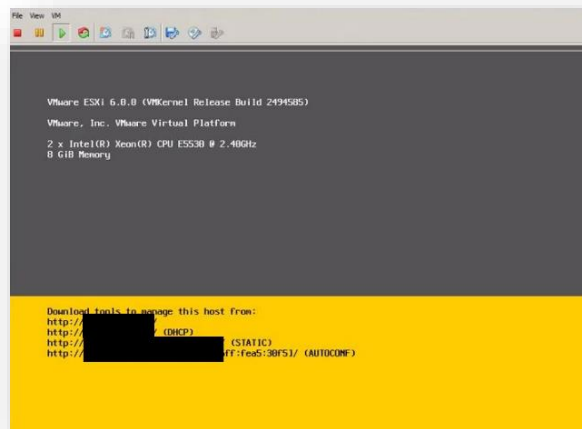 File View VM
VMware ESXi 6.0.0 (VMKernel Release Build 2494585)
VMware, Inc. VMware Virtual Platform
2 x Intel(R) Xeon(R) CPU E5530 @ 2.40GHz
8 GiB Memory
Download tools to manage this host from:
http:// /
http:// / (DHCP)
http:// / (STATIC)
http:// ff:fea5:30f5]/ (AUTOCONF)